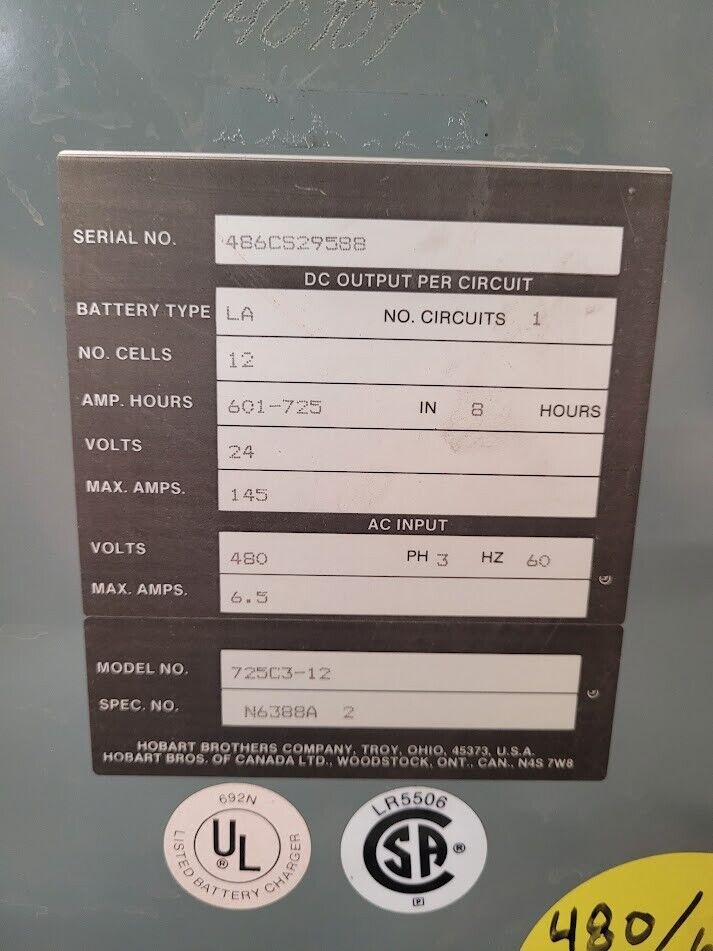 140707
SERIAL NO. 486CS29588
DC OUTPUT PER CIRCUIT
BATTERY TYPE LA NO. CIRCUITS 1
NO. CELLS 12
AMP. HOURS 601-725 IN 8 HOURS
VOLTS 24
MAX. AMPS. 145
AC INPUT
VOLTS 480 PH 3 HZ 60
MAX. AMPS. 6.5
MODEL NO. 725C3-12
SPEC. NO. N6388A 2
HOBART BROTHERS COMPANY, TROY, OHIO, 45373, U.S.A.
HOBART BROS. OF CANADA LTD., WOODSTOCK, ONT., CAN., N4S 7W8
692N
UL ®
LISTED BATTERY CHARGER
LR5506
SA ®
P
480/